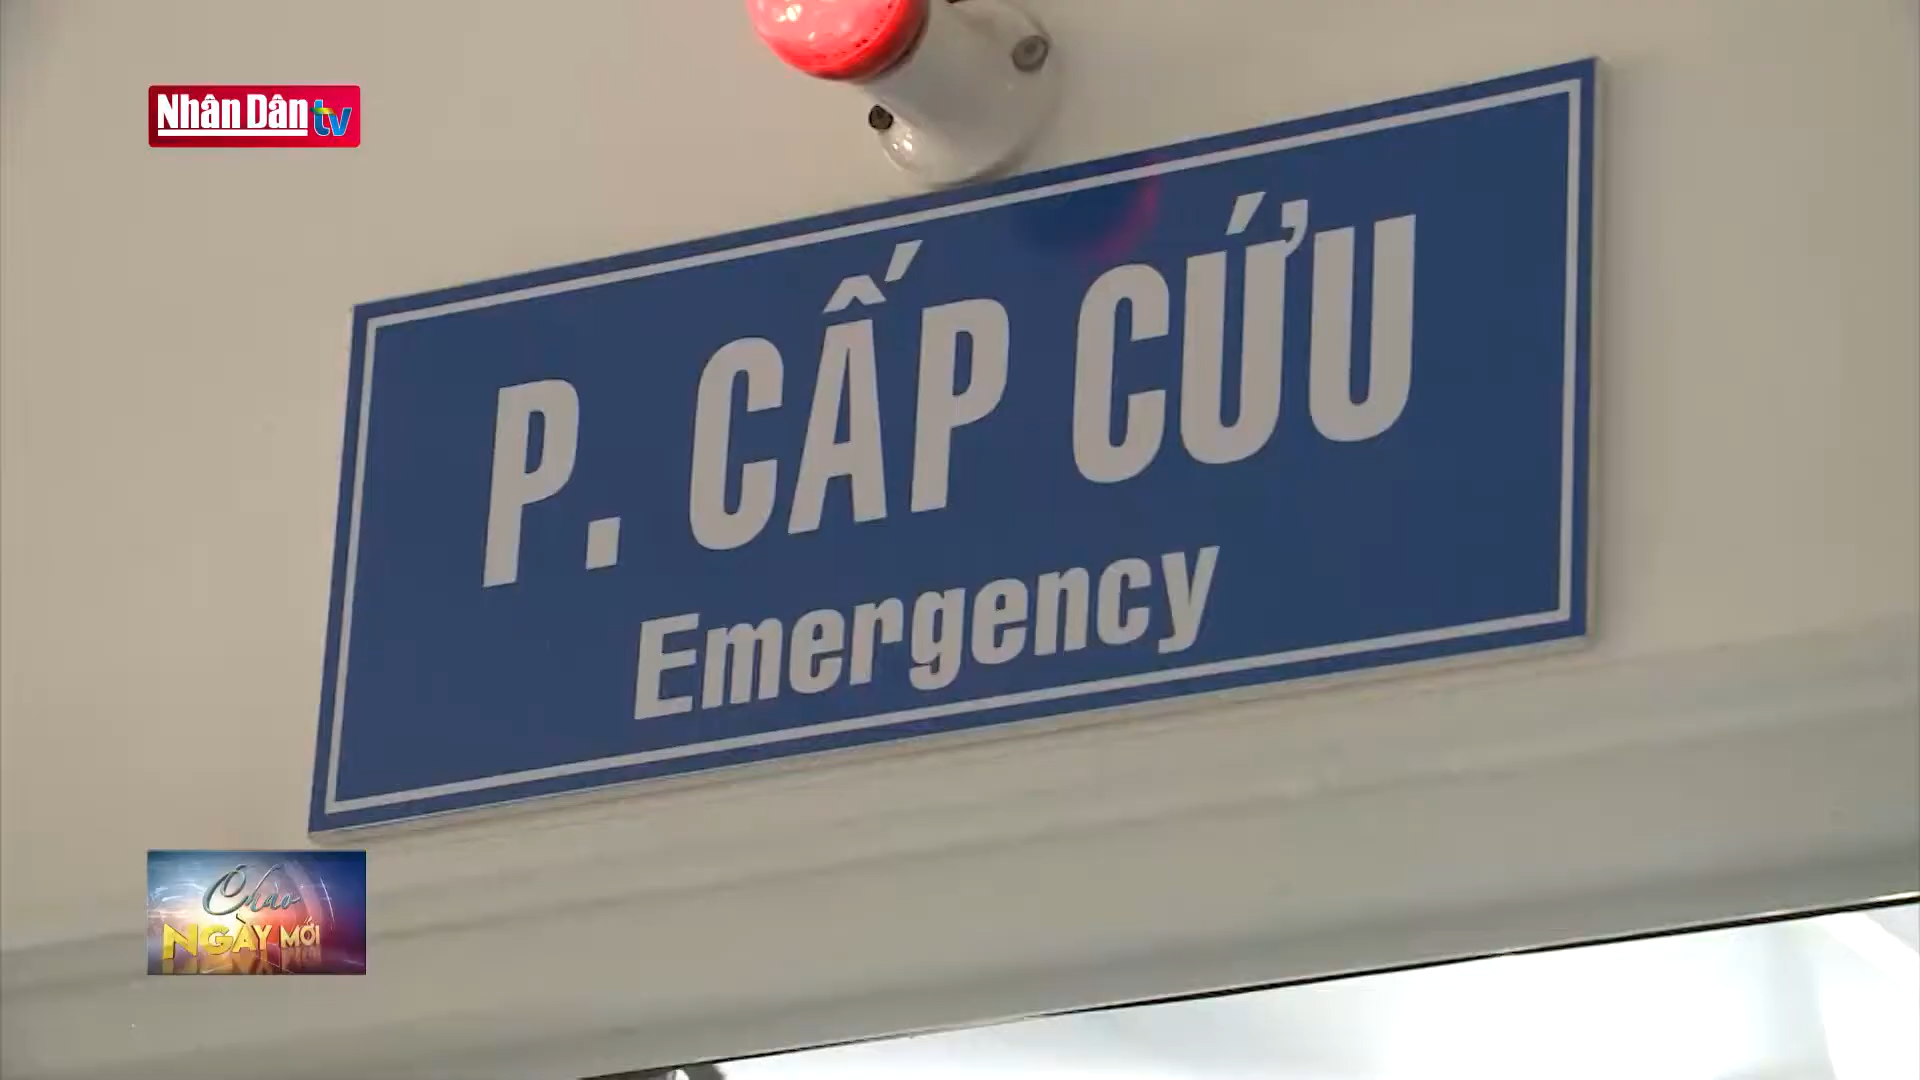 Nhân Dân tv
P. CẤP CỨU
Emergency
Chào
NGÀY MỚI